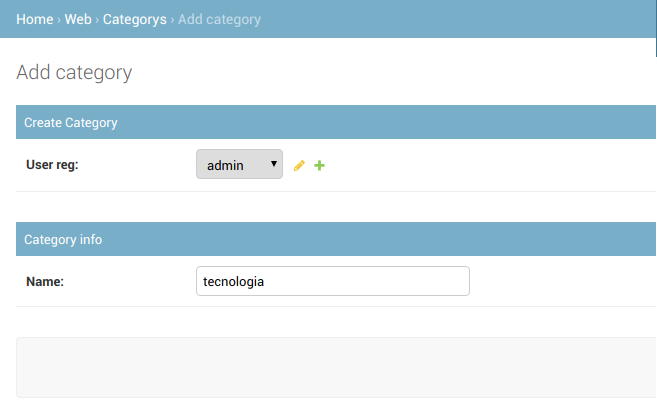 Home › Web › Categorys › Add category
Add category
Create Category
User reg: admin
Category info
Name: tecnologia